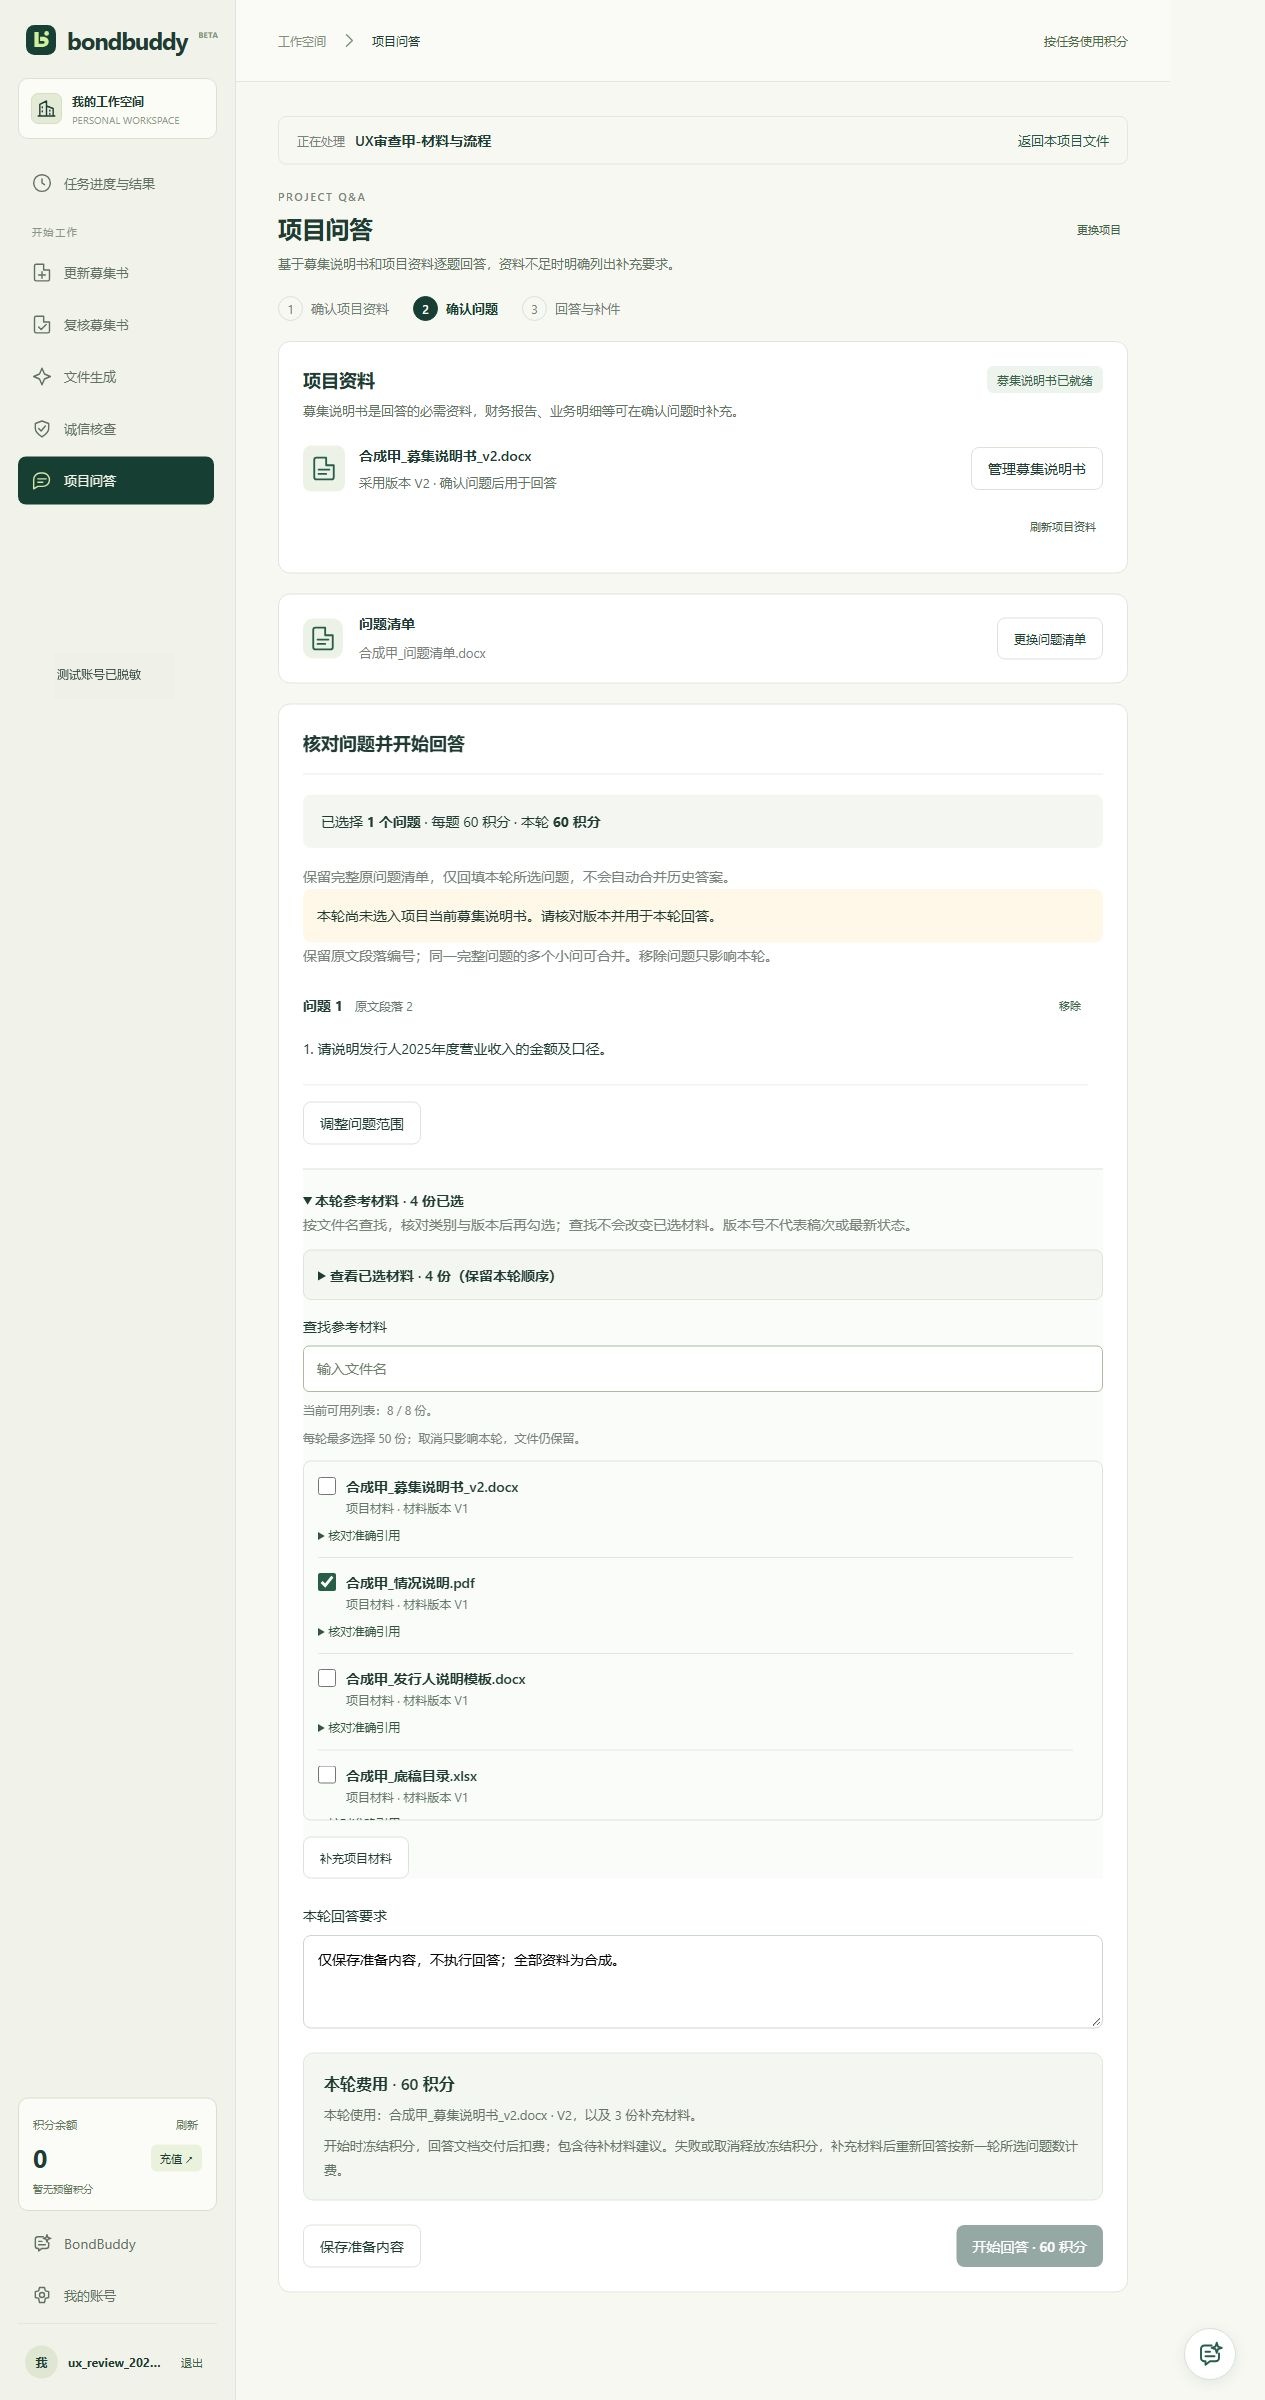 bondbuddy BETA
我的工作空间
PERSONAL WORKSPACE
任务进度与结果
开始工作
更新募集书
复核募集书
文件生成
诚信核查
项目问答
测试账号已脱敏
积分余额 刷新
0 充值↗
暂无预留积分
BondBuddy
我的账号
我 ux_review_202... 退出
工作空间 项目问答 按任务使用积分
正在处理 UX审查甲-材料与流程 返回本项目文件
PROJECT Q&A
项目问答 更换项目
基于募集说明书和项目资料逐题回答，资料不足时明确列出补充要求。
1 确认项目资料 2 确认问题 3 回答与补件
项目资料 募集说明书已就绪
募集说明书是回答的必需资料，财务报告、业务明细等可在确认问题时补充。
合成甲_募集说明书_v2.docx 管理募集说明书
采用版本 V2 · 确认问题后用于回答
刷新项目资料
问题清单 更换问题清单
合成甲_问题清单.docx
核对问题并开始回答
已选择 1 个问题 · 每题 60 积分 · 本轮 60 积分
保留完整原问题清单，仅回填本轮所选问题，不会自动合并历史答案。
本轮尚未选入项目当前募集说明书。请核对版本并用于本轮回答。
保留原文段落编号；同一完整问题的多个小问可合并。移除问题只影响本轮。
问题 1 原文段落 2 移除
1. 请说明发行人2025年度营业收入的金额及口径。
调整问题范围
▼本轮参考材料 · 4 份已选
按文件名查找，核对类别与版本后再勾选；查找不会改变已选材料。版本号不代表稿次或最新状态。
▶查看已选材料 · 4 份（保留本轮顺序）
查找参考材料
输入文件名
当前可用列表：8 / 8 份。
每轮最多选择 50 份；取消只影响本轮，文件仍保留。
合成甲_募集说明书_v2.docx
项目材料 · 材料版本 V1
▶核对准确引用
合成甲_情况说明.pdf
项目材料 · 材料版本 V1
▶核对准确引用
合成甲_发行人说明模板.docx
项目材料 · 材料版本 V1
▶核对准确引用
合成甲_底稿目录.xlsx
项目材料 · 材料版本 V1
补充项目材料
本轮回答要求
仅保存准备内容，不执行回答；全部资料为合成。
本轮费用 · 60 积分
本轮使用：合成甲_募集说明书_v2.docx · V2，以及 3 份补充材料。
开始时冻结积分，回答文档交付后扣费；包含待补材料建议。失败或取消释放冻结积分，补充材料后重新回答按新一轮所选问题数计
费。
保存准备内容 开始回答 · 60 积分